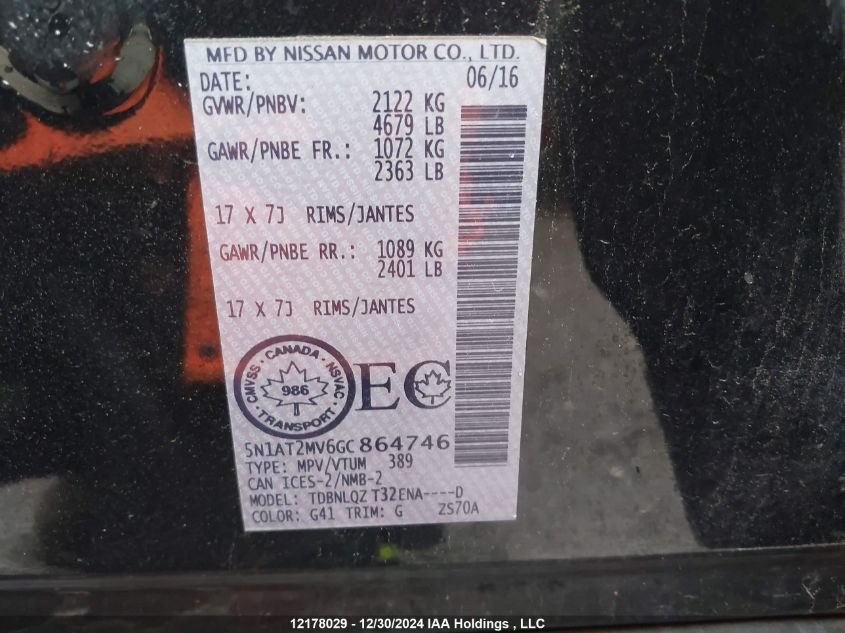 MFD BY NISSAN MOTOR CO., LTD.
DATE: 06/16
GVWR/PNBV: 2122 KG
4679 LB
GAWR/PNBE FR.: 1072 KG
2363 LB
17 X 7J RIMS/JANTES
GAWR/PNBE RR.: 1089 KG
2401 LB
17 X 7J RIMS/JANTES
CMVSS · CANADA · NSVAC · TRANSPORT ·
986
EC
5N1AT2MV6GC864746
TYPE: MPV/VTUM 389
CAN ICES-2/NMB-2
MODEL: TDBNLQZ T32ENA----D
COLOR: G41 TRIM: G ZS70A
12178029 - 12/30/2024 IAA Holdings , LLC